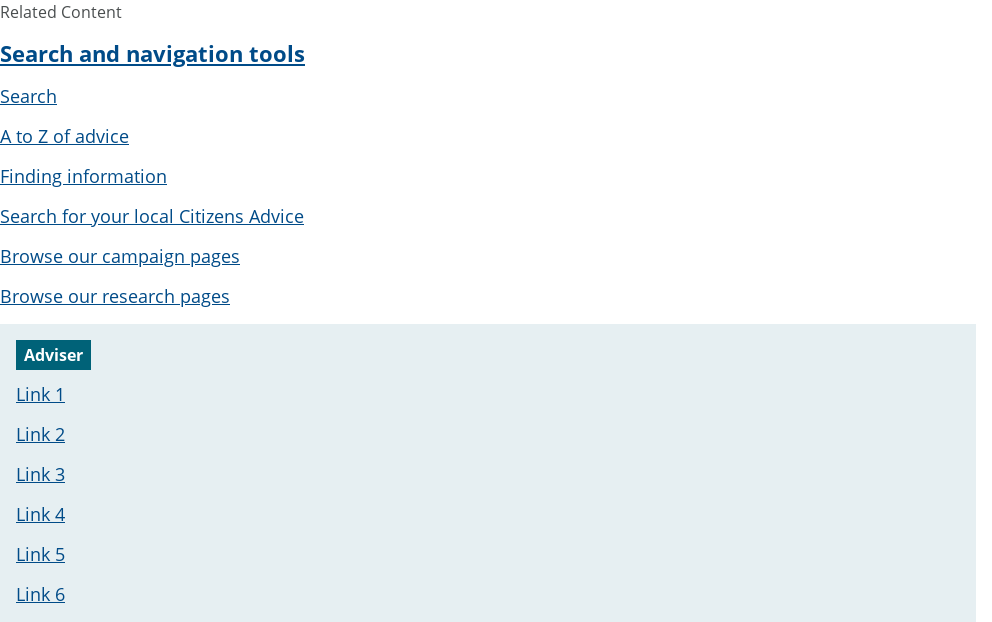 Related Content
Search and navigation tools
Search
A to Z of advice
Finding information
Search for your local Citizens Advice
Browse our campaign pages
Browse our research pages
Adviser
Link 1
Link 2
Link 3
Link 4
Link 5
Link 6